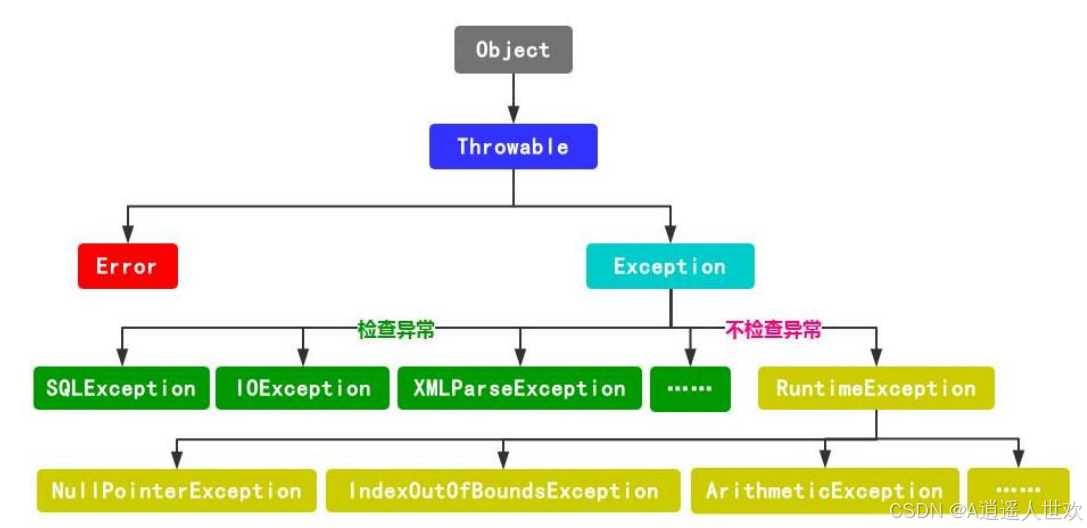 Object
Throwable
Error
Exception
检查异常
不检查异常
SQLException
IOException
XMLParseException
……
RuntimeException
NullPointerException
IndexOutOfBoundsException
ArithmeticException
……
CSDN @A逍遥人世欢